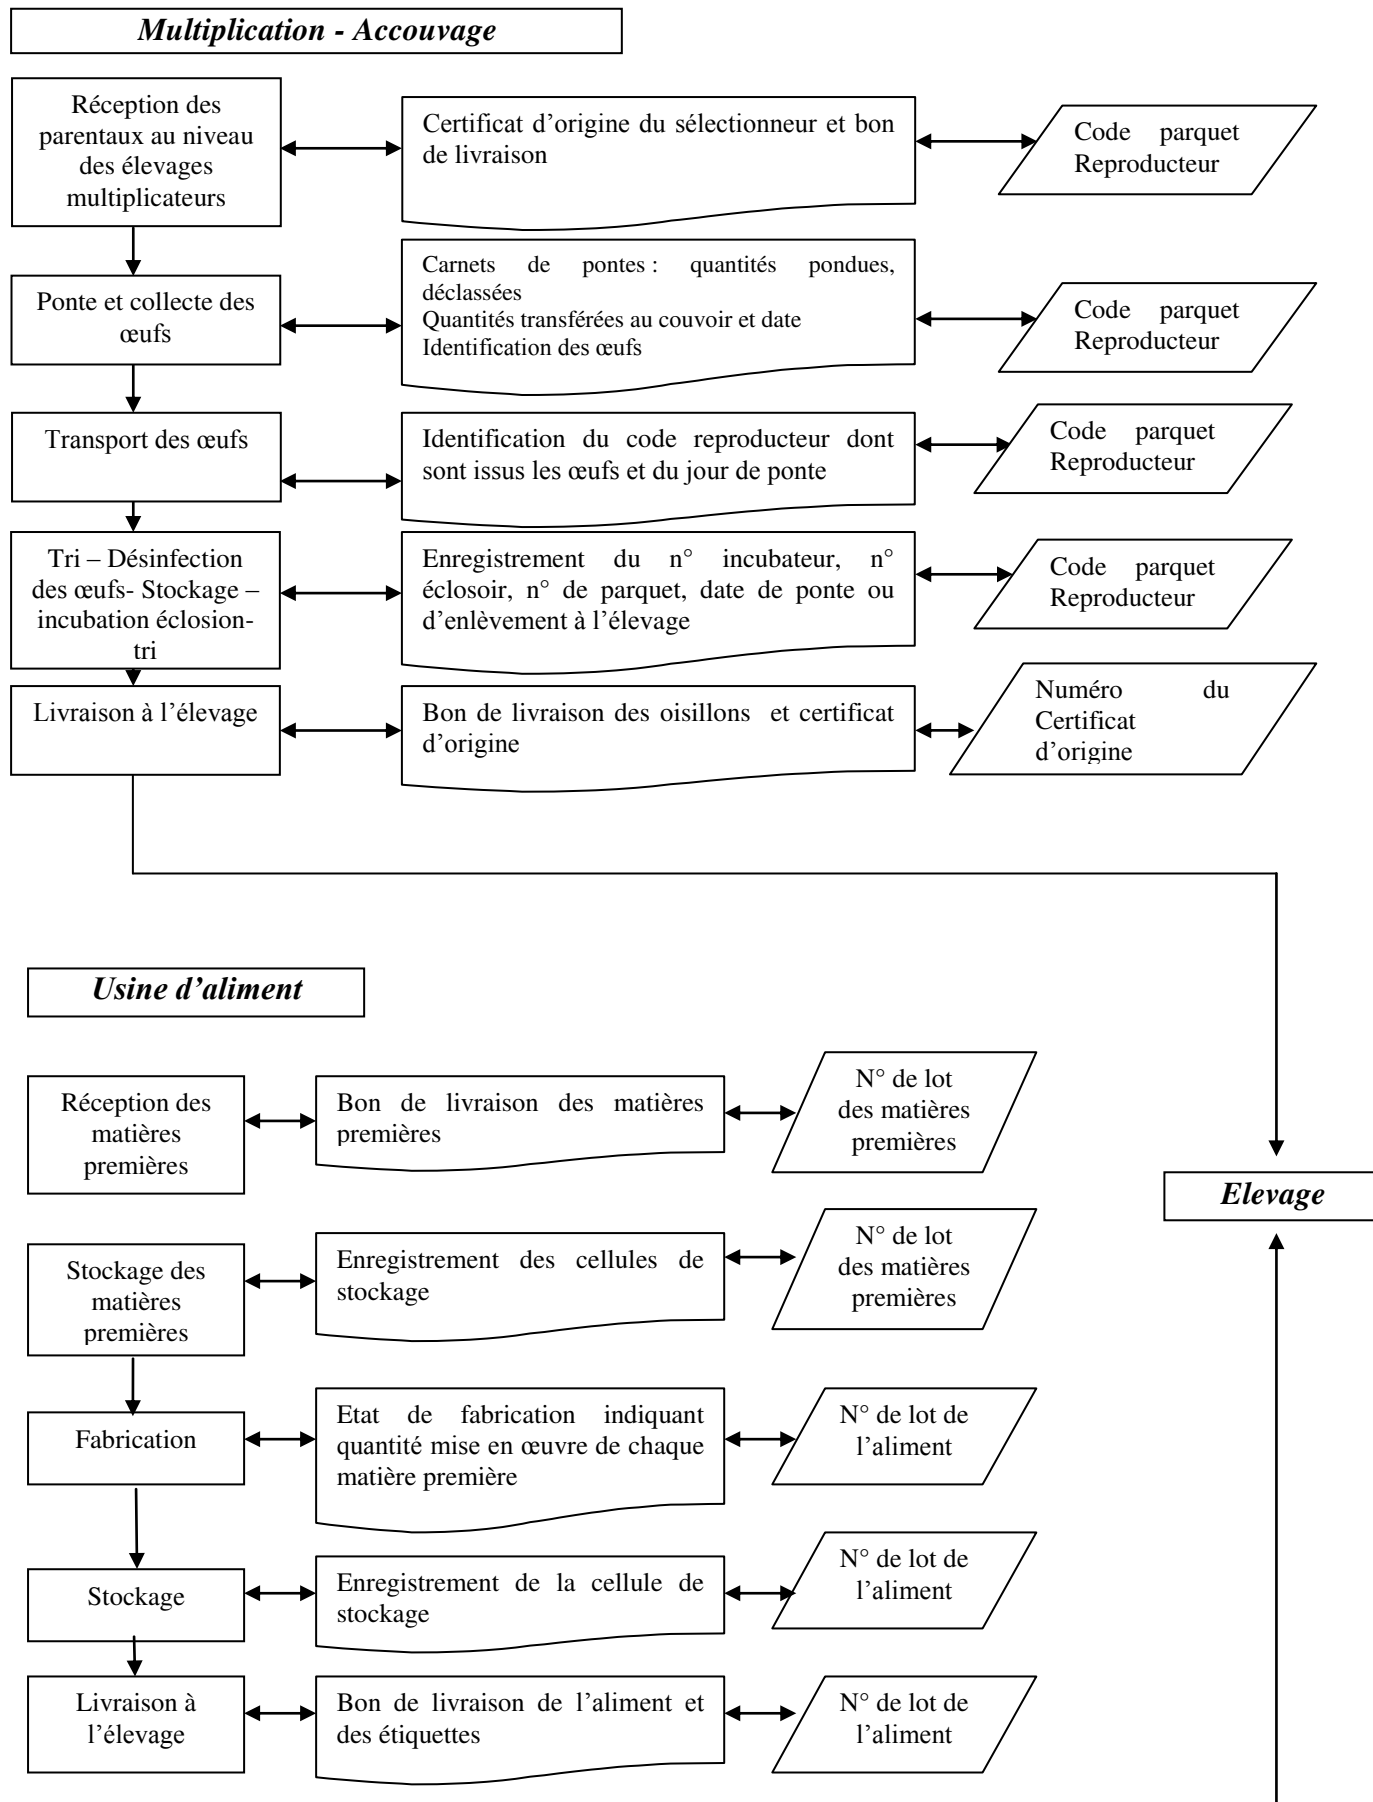 Multiplication - Accouvage
Réception des
parentaux au niveau
des élevages
multiplicateurs
Certificat d’origine du sélectionneur et bon
de livraison
Code parquet
Reproducteur
Ponte et collecte des
œufs
Carnets de pontes : quantités pondues,
déclassées
Quantités transférées au couvoir et date
Identification des œufs
Code parquet
Reproducteur
Transport des œufs
Identification du code reproducteur dont
sont issus les œufs et du jour de ponte
Code parquet
Reproducteur
Tri – Désinfection
des œufs- Stockage –
incubation éclosion-
tri
Enregistrement du n° incubateur, n°
éclosoir, n° de parquet, date de ponte ou
d’enlèvement à l’élevage
Code parquet
Reproducteur
Livraison à l’élevage
Bon de livraison des oisillons et certificat
d’origine
Numéro du
Certificat
d’origine
Usine d’aliment
Réception des
matières
premières
Bon de livraison des matières
premières
N° de lot
des matières
premières
Elevage
Stockage des
matières
premières
Enregistrement des cellules de
stockage
N° de lot
des matières
premières
Fabrication
Etat de fabrication indiquant
quantité mise en œuvre de chaque
matière première
N° de lot de
l’aliment
Stockage
Enregistrement de la cellule de
stockage
N° de lot de
l’aliment
Livraison à
l’élevage
Bon de livraison de l’aliment et
des étiquettes
N° de lot de
l’aliment